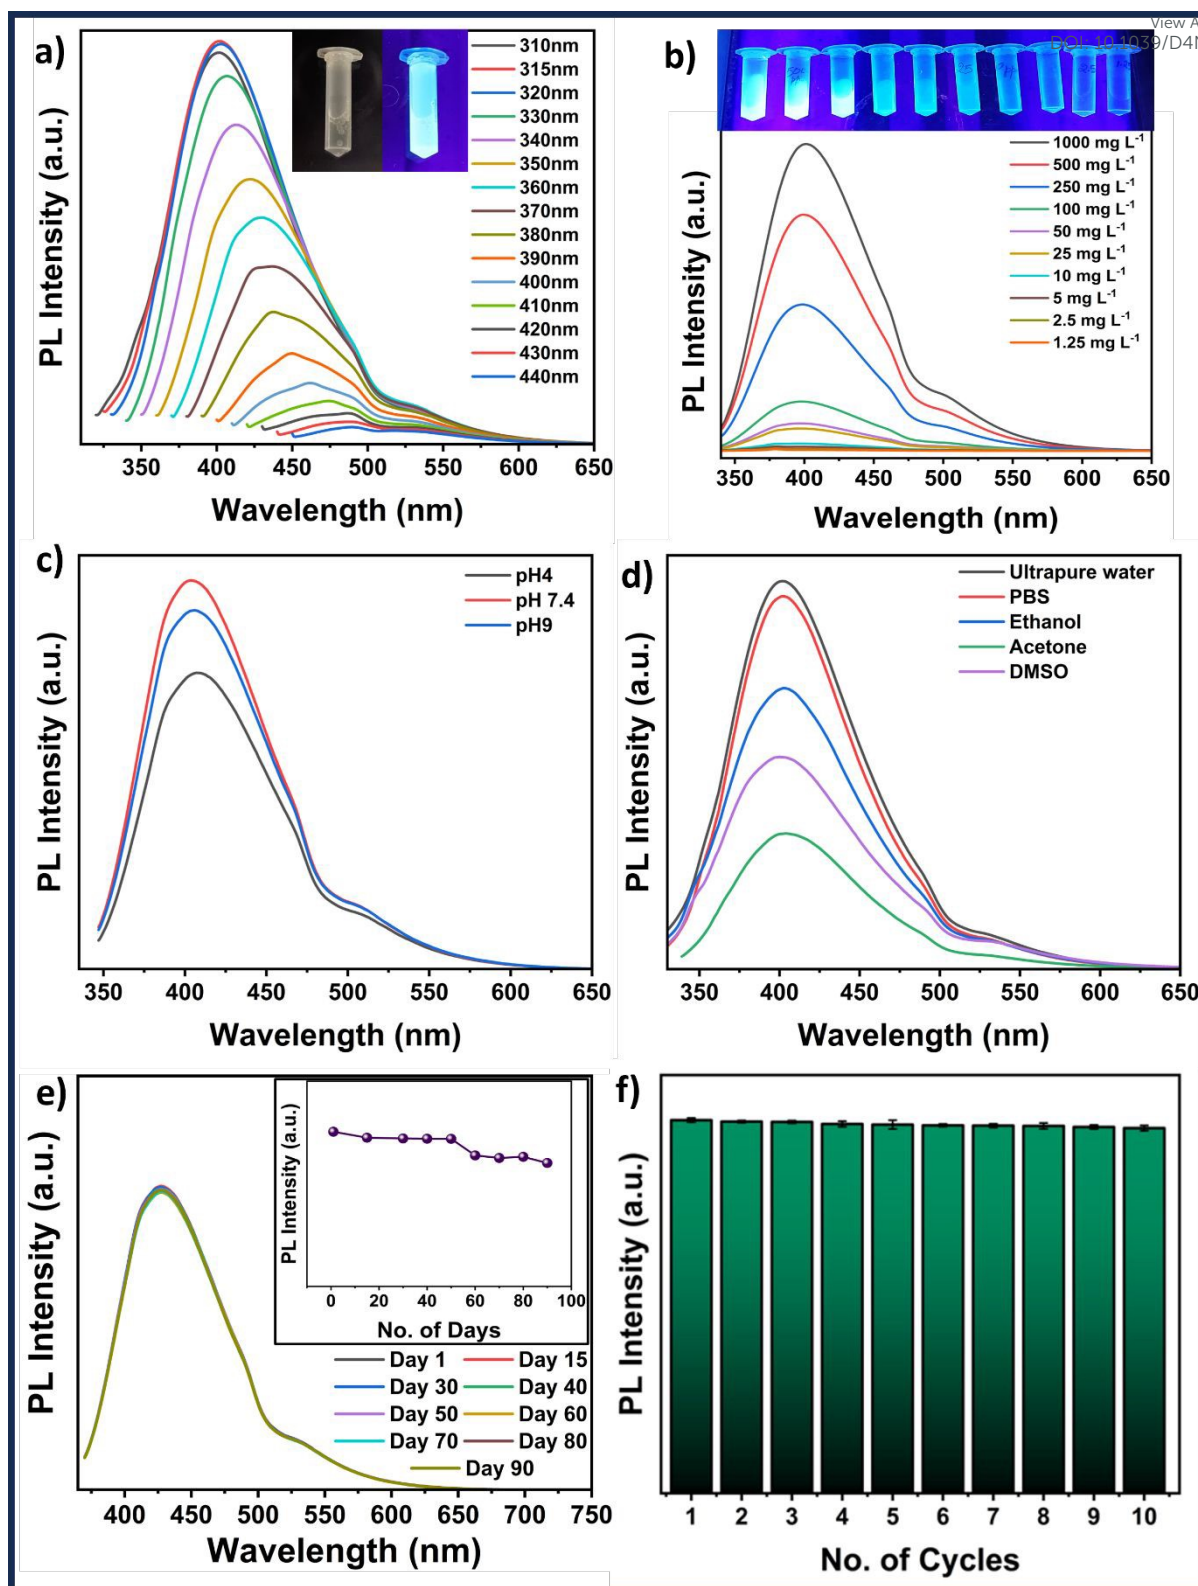 View A
DOI: 10.1039/D4N
a)
PL Intensity (a.u.)
310nm
315nm
320nm
330nm
340nm
350nm
360nm
370nm
380nm
390nm
400nm
410nm
420nm
430nm
440nm
350 400 450 500 550 600 650
Wavelength (nm)
b)
PL Intensity (a.u.)
1000 mg L⁻¹
500 mg L⁻¹
250 mg L⁻¹
100 mg L⁻¹
50 mg L⁻¹
25 mg L⁻¹
10 mg L⁻¹
5 mg L⁻¹
2.5 mg L⁻¹
1.25 mg L⁻¹
350 400 450 500 550 600 650
Wavelength (nm)
c)
PL Intensity (a.u.)
pH4
pH 7.4
pH9
350 400 450 500 550 600 650
Wavelength (nm)
d)
PL Intensity (a.u.)
Ultrapure water
PBS
Ethanol
Acetone
DMSO
350 400 450 500 550 600 650
Wavelength (nm)
e)
PL Intensity (a.u.)
PL Intensity (a.u.)
0 20 40 60 80 100
No. of Days
Day 1 Day 15
Day 30 Day 40
Day 50 Day 60
Day 70 Day 80
Day 90
400 450 500 550 600 650 700 750
Wavelength (nm)
f)
PL Intensity (a.u.)
1 2 3 4 5 6 7 8 9 10
No. of Cycles